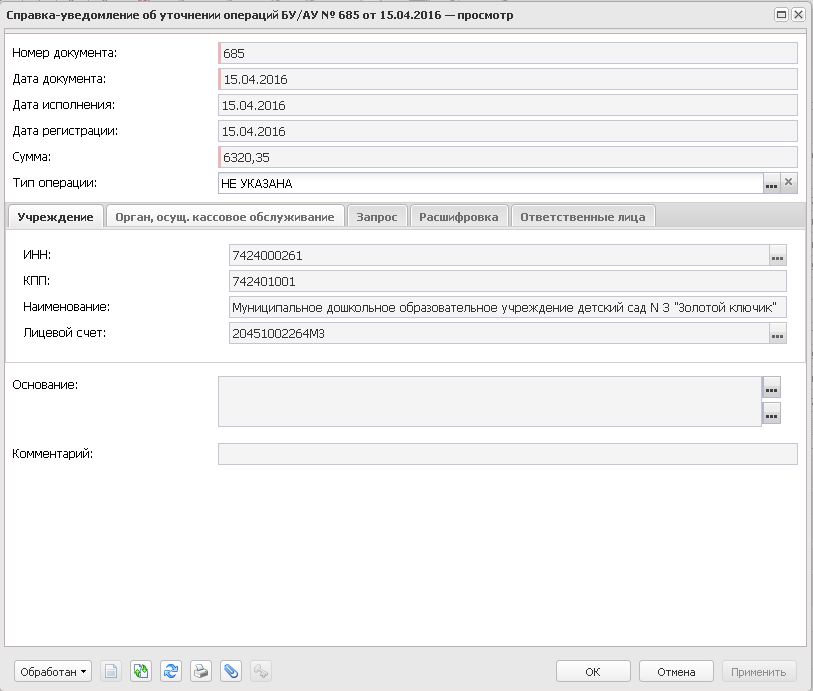 Справка-уведомление об уточнении операций БУ/АУ № 685 от 15.04.2016 — просмотр
Номер документа: 685
Дата документа: 15.04.2016
Дата исполнения: 15.04.2016
Дата регистрации: 15.04.2016
Сумма: 6320,35
Тип операции: НЕ УКАЗАНА ...
Учреждение Орган, осущ. кассовое обслуживание Запрос Расшифровка Ответственные лица
ИНН: 7424000261 ...
КПП: 742401001
Наименование: Муниципальное дошкольное образовательное учреждение детский сад N 3 "Золотой ключик"
Лицевой счет: 20451002264МЗ ...
Основание: ...
...
Комментарий:
Обработан ОК Отмена Применить